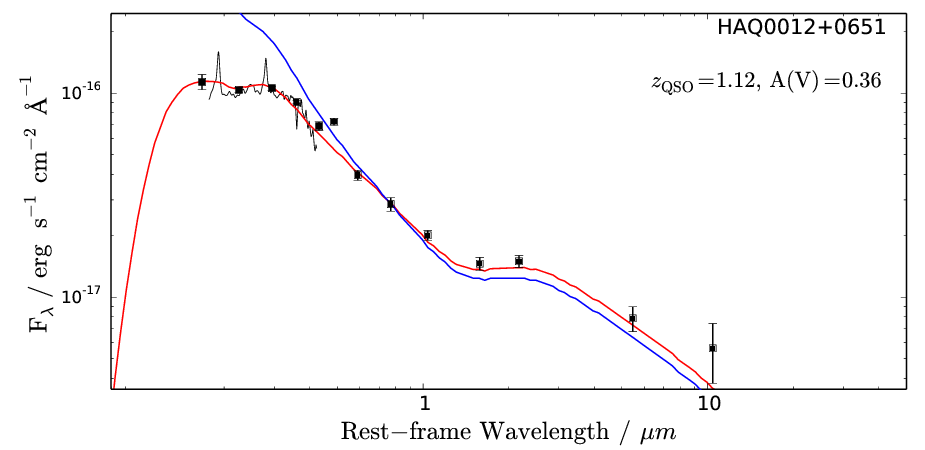 HAQ0012+0651
z_QSO=1.12, A(V)=0.36
F_λ / erg s^−1 cm^−2 Å^−1
10^-16
10^-17
1 10
Rest−frame Wavelength / μm